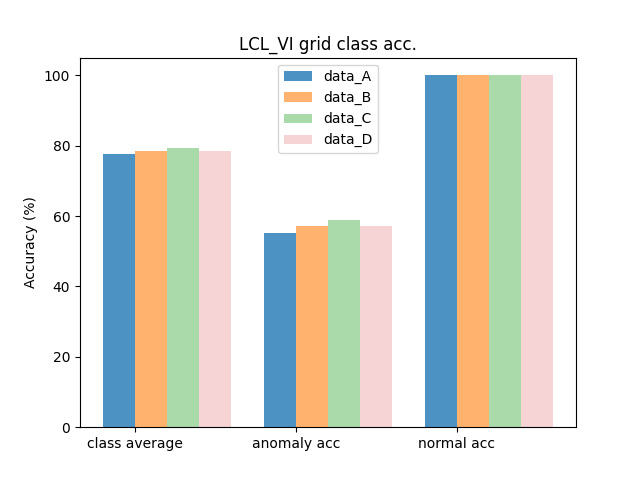 LCL_VI grid class acc.
data_A
data_B
data_C
data_D
Accuracy (%)
100
80
60
40
20
0
class average
anomaly acc
normal acc